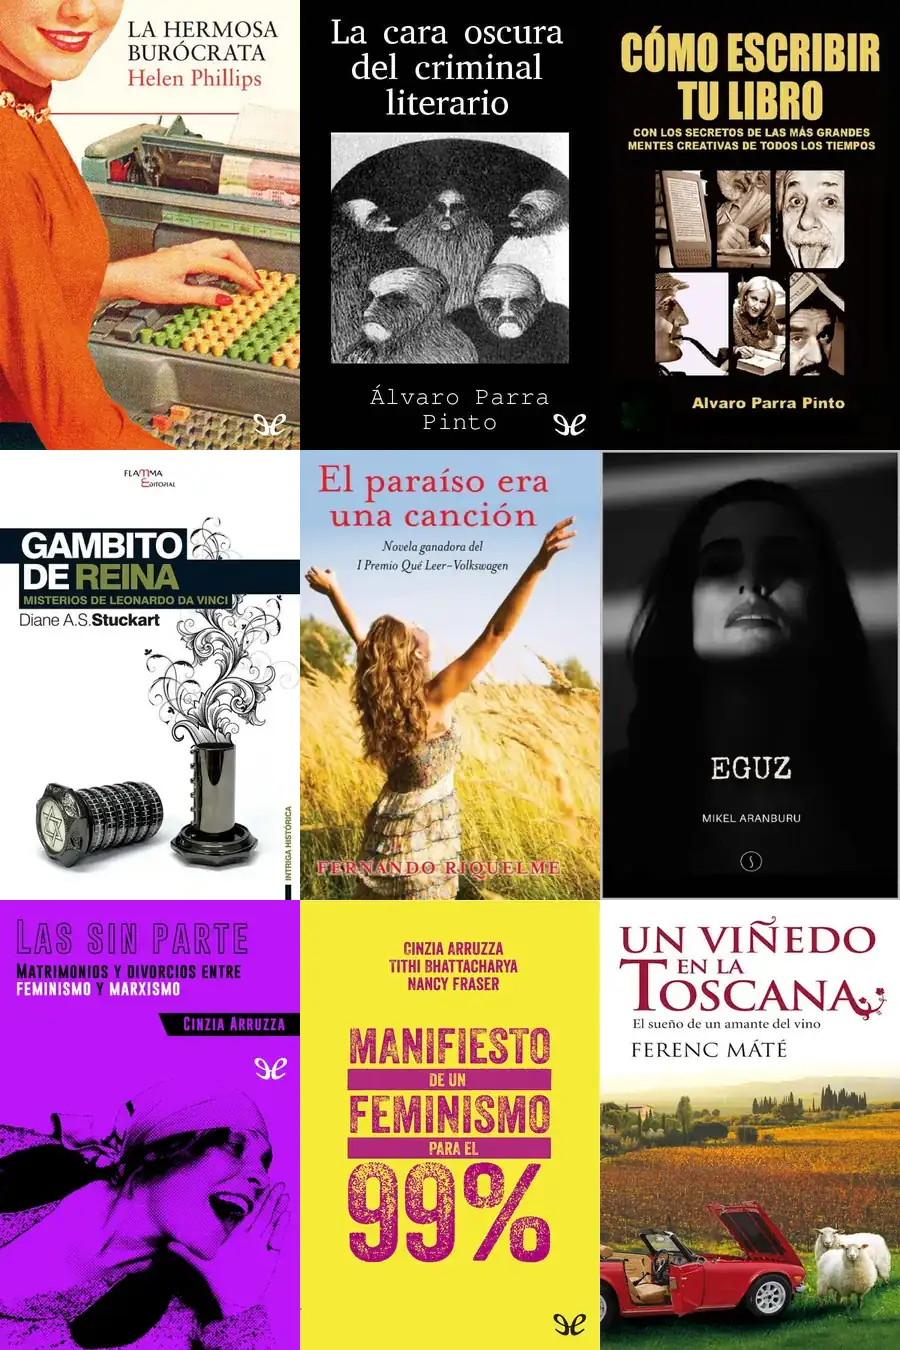 LA HERMOSA
BURÓCRATA
Helen Phillips
La cara oscura
del criminal
literario
Álvaro Parra
Pinto
CÓMO ESCRIBIR
TU LIBRO
CON LOS SECRETOS DE LAS MÁS GRANDES
MENTES CREATIVAS DE TODOS LOS TIEMPOS
Alvaro Parra Pinto
FLAMMA
EDITORIAL
GAMBITO
DE REINA
MISTERIOS DE LEONARDO DA VINCI
Diane A.S.Stuckart
INTRIGA HISTÓRICA
El paraíso era
una canción
Novela ganadora del
I Premio Qué Leer–Volkswagen
FERNANDO RIQUELME
EGUZ
MIKEL ARANBURU
S
LAS SIN PARTE
MATRIMONIOS Y DIVORCIOS ENTRE
FEMINISMO Y MARXISMO
CINZIA ARRUZZA
CINZIA ARRUZZA
TITHI BHATTACHARYA
NANCY FRASER
MANIFIESTO
DE UN
FEMINISMO
PARA EL
99%
UN VIÑEDO
EN LA
TOSCANA
El sueño de un amante del vino
FERENC MÁTÉ